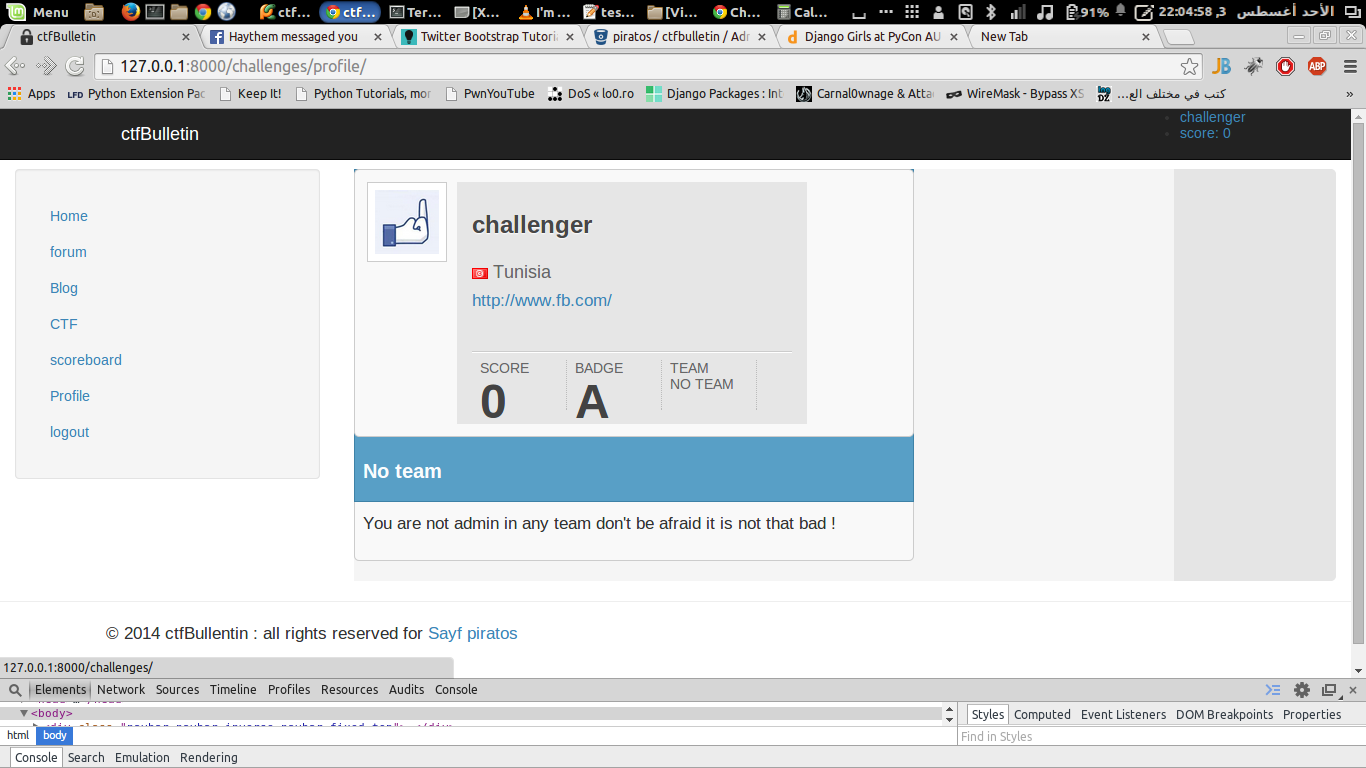 Menu ctf... ctf... Ter... [X... I'm ... tes... [Vi... Ch... Cal... 91% 22:04:58 ,3 الأحد أغسطس
ctfBulletin Haythem messaged you Twitter Bootstrap Tutori piratos / ctfbulletin / Adr Django Girls at PyCon AU New Tab
127.0.0.1:8000/challenges/profile/ JB ABP
Apps LFD Python Extension Pac Keep It! Python Tutorials, mor PwnYouTube DoS « lo0.ro Django Packages : Int Carnal0wnage & Atta WireMask - Bypass XS كتب في مختلف الع... »
ctfBulletin
challenger
score: 0
Home
forum
Blog
CTF
scoreboard
Profile
logout
challenger
Tunisia
http://www.fb.com/
SCORE BADGE TEAM
0 A NO TEAM
No team
You are not admin in any team don't be afraid it is not that bad !
© 2014 ctfBullentin : all rights reserved for Sayf piratos
127.0.0.1:8000/challenges/
Elements Network Sources Timeline Profiles Resources Audits Console
<body>
Styles Computed Event Listeners DOM Breakpoints Properties
html body
Find in Styles
Console Search Emulation Rendering